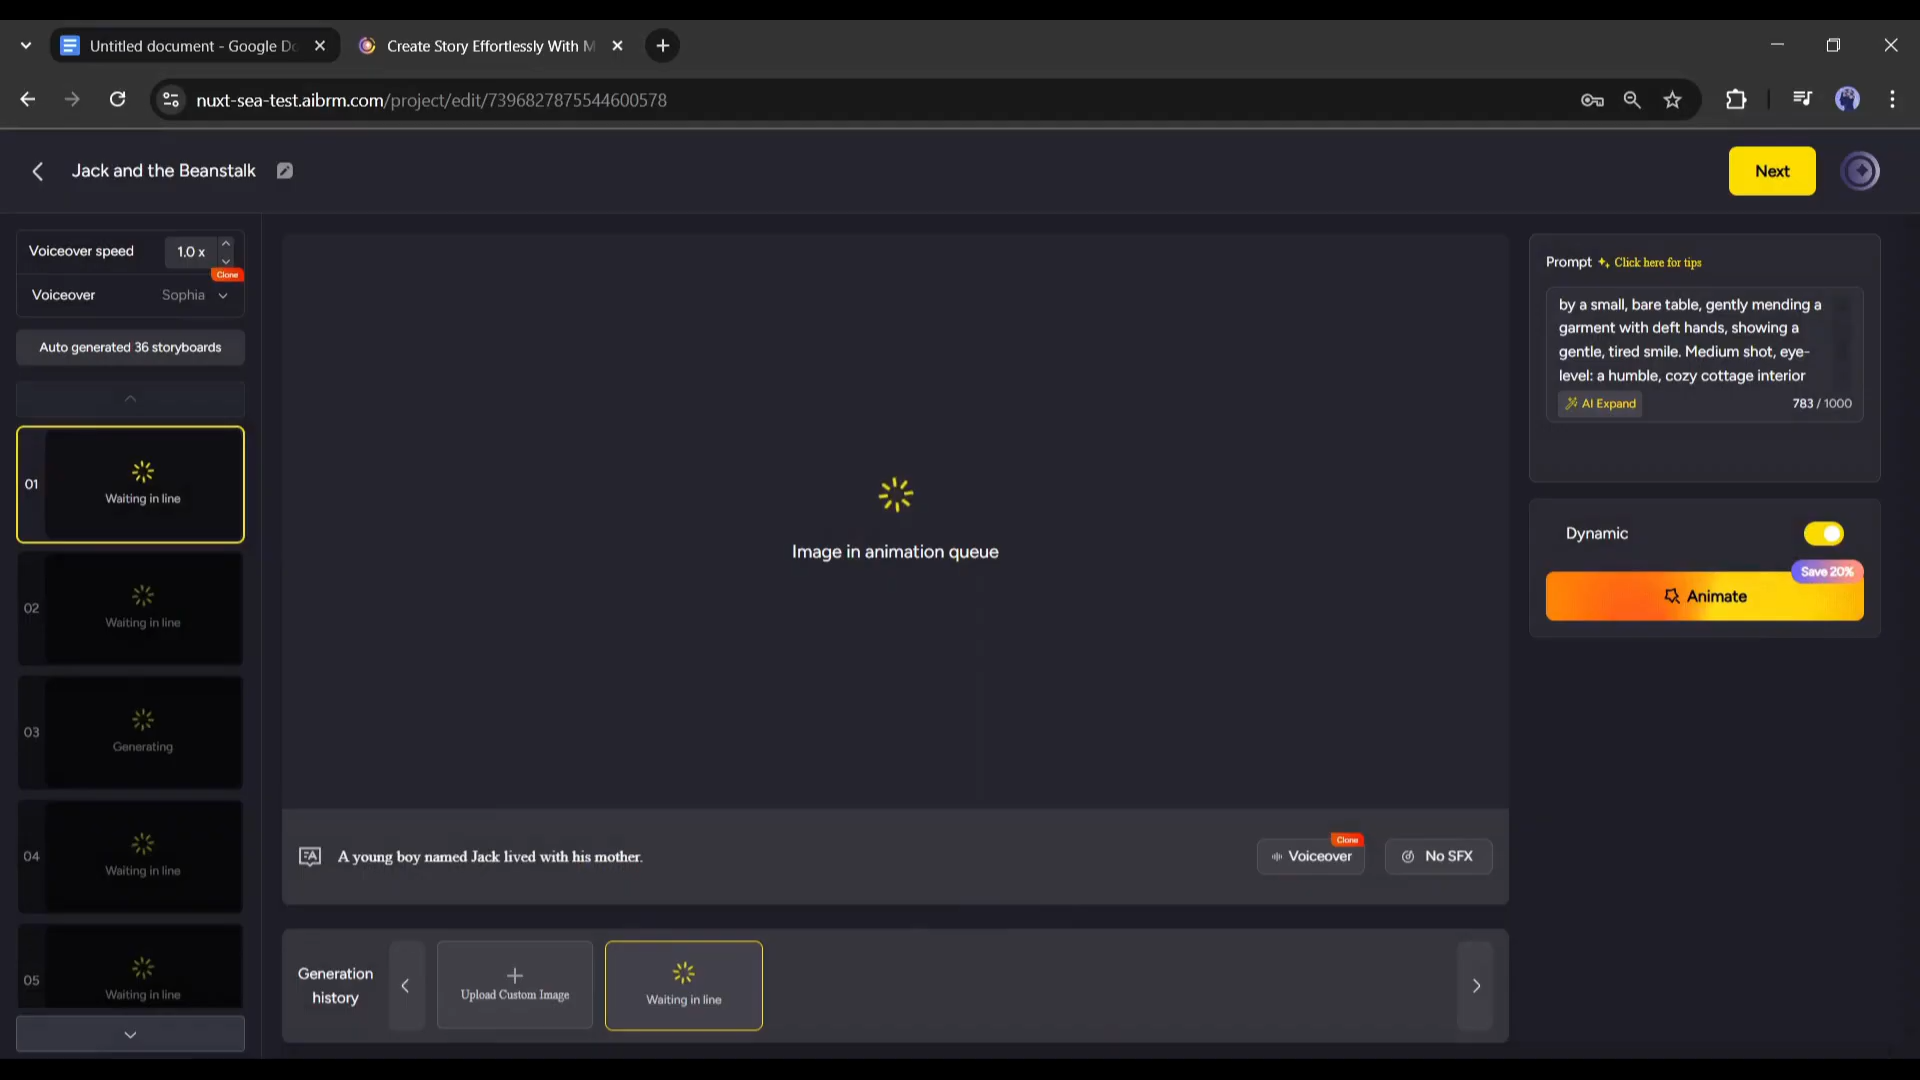 Untitled document - Google Do
Create Story Effortlessly With M
nuxt-sea-test.aibrm.com/project/edit/7396827875544600578
Jack and the Beanstalk
Next
Voiceover speed
1.0 x
Clone
Voiceover
Sophia
Auto generated 36 storyboards
01
Waiting in line
02
Waiting in line
03
Generating
04
Waiting in line
05
Waiting in line
Image in animation queue
A young boy named Jack lived with his mother.
Clone
Voiceover
No SFX
Generation
history
Upload Custom Image
Waiting in line
Prompt
Click here for tips
by a small, bare table, gently mending a
garment with deft hands, showing a
gentle, tired smile. Medium shot, eye-
level: a humble, cozy cottage interior
AI Expand
783 / 1000
Dynamic
Save 20%
Animate